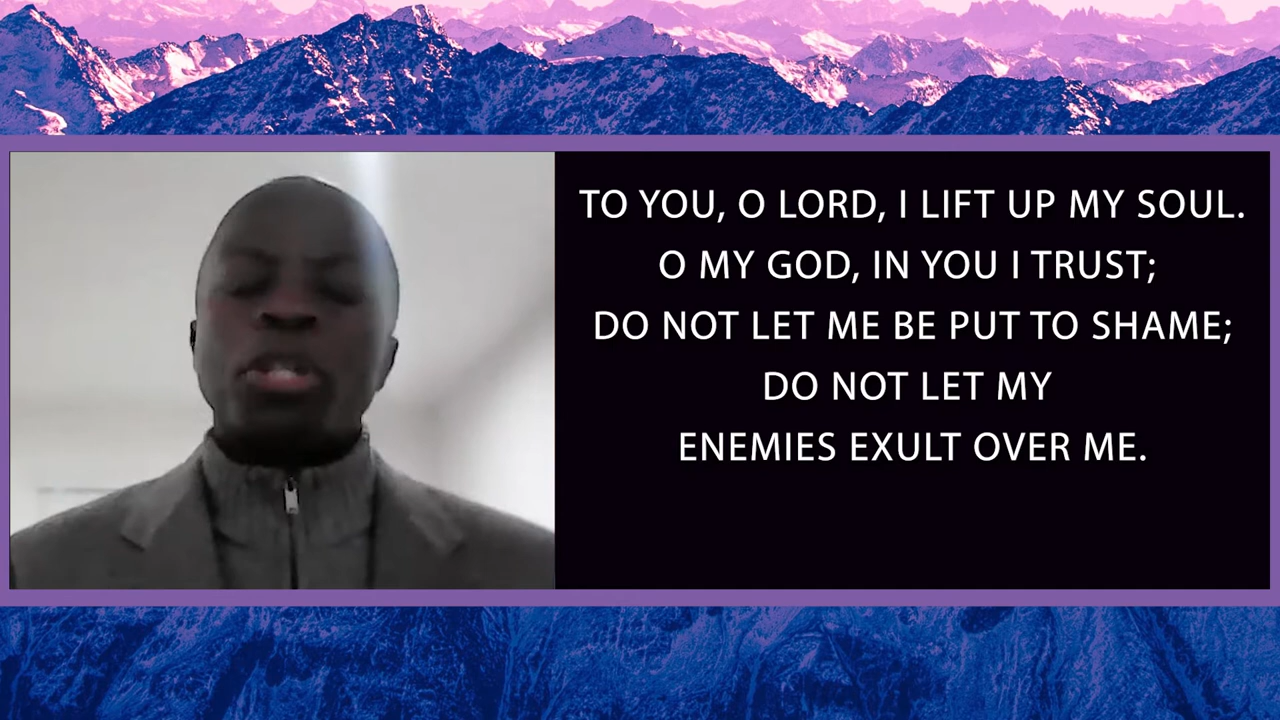 TO YOU, O LORD, I LIFT UP MY SOUL.
O MY GOD, IN YOU I TRUST;
DO NOT LET ME BE PUT TO SHAME;
DO NOT LET MY
ENEMIES EXULT OVER ME.